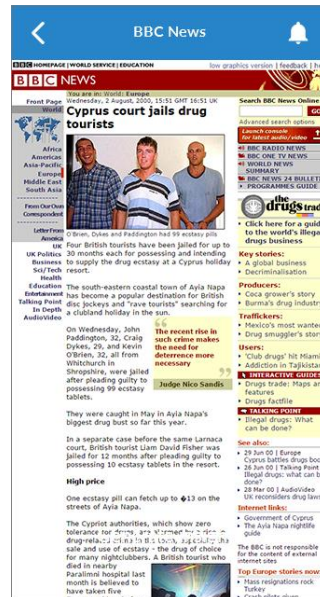 BBC News
BBC HOMEPAGE | WORLD SERVICE | EDUCATION
low graphics version | feedback | h
BBC NEWS
You are in: World: Europe
Front Page
World
Africa
Americas
Asia-Pacific
Europe
Middle East
South Asia
From Our Own
Correspondent
Letter From
America
UK
UK Politics
Business
Sci/Tech
Health
Education
Entertainment
Talking Point
In Depth
AudioVideo
Wednesday, 2 August, 2000, 15:51 GMT 16:51 UK
Cyprus court jails drug
tourists
O'Brien, Dykes and Paddington had 99 ecstasy pills
Four British tourists have been jailed for up to
30 months each for possessing and intending
to supply the drug ecstasy at a Cyprus holiday
resort.
The south-eastern coastal town of Ayia Napa
has become a popular destination for British
disc jockeys and "rave tourists" searching for
a clubland holiday in the sun.
On Wednesday, John
Paddington, 32, Craig
Dykes, 29, and Kevin
O'Brien, 32, all from
Whitchurch in
Shropshire, were jailed
after pleading guilty to
possessing 99 ecstasy
tablets.
The recent rise in
such crime makes
the need for
deterrence more
necessary
Judge Nico Sandis
They were caught in May in Ayia Napa's
biggest drug bust so far this year.
In a separate case before the same Larnaca
court, British tourist Liam David Fisher was
jailed for 12 months after pleading guilty to
possessing 10 ecstasy tablets in the resort.
High price
One ecstasy pill can fetch up to �13 on the
streets of Ayia Napa.
The Cypriot authorities, which show zero
tolerance for drugs, are alarmed by a rise in
drug-related crime in the town, especially the
sale and use of ecstasy - the drug of choice
for many nightclubbers. A British tourist who
died in nearby
Paralimni hospital last
month is believed to
have taken five
Search BBC News Online
GO
Advanced search options
Launch console
for latest audio/video
BBC RADIO NEWS
BBC ONE TV NEWS
WORLD NEWS
SUMMARY
BBC NEWS 24 BULLETI
PROGRAMMES GUIDE
the
drugs trad
Click here for a guid
to the world's illega
drugs business
Key stories:
A global business
Decriminalisation
Producers:
Coca grower's story
Burma's drug indust
Traffickers:
Mexico's most wante
Drug smuggler's stor
Users:
'Club drugs' hit Miami
Addiction in Tajikista
INTERACTIVE GUIDES
Drugs trade: Maps ar
features
Drugs factfile
TALKING POINT
Illegal drugs: What
can be done?
See also:
29 Jun 00 | Europe
Cyprus battles drugs boo
26 Jun 00 | Talking Point
Illegal drugs: what can b
done?
28 Mar 00 | AudioVideo
UK reconsiders drug laws
Internet links:
Government of Cyprus
The Ayia Napa nightlife
guide
The BBC is not responsible
for the content of external
internet sites
Top Europe stories now:
Mass resignations rock
Turkey